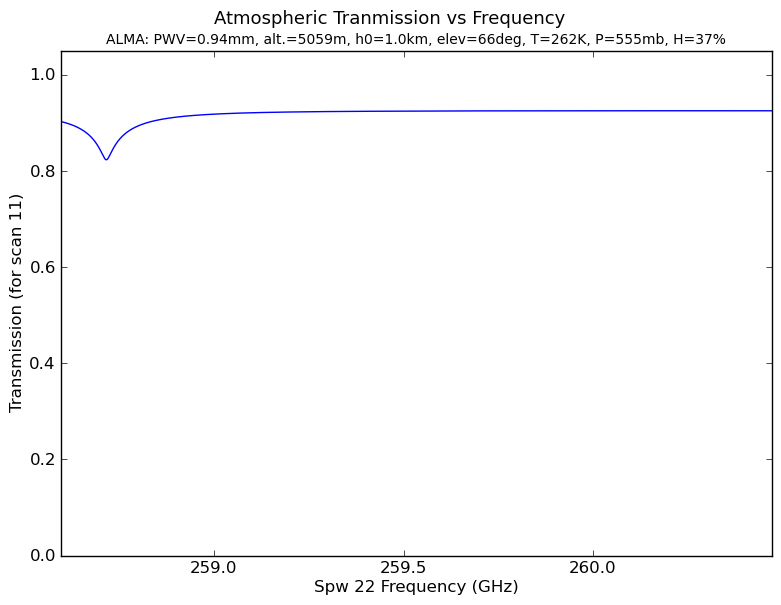 Atmospheric Tranmission vs Frequency
ALMA: PWV=0.94mm, alt.=5059m, h0=1.0km, elev=66deg, T=262K, P=555mb, H=37%
1.0
0.8
0.6
0.4
0.2
0.0
Transmission (for scan 11)
259.0 259.5 260.0
Spw 22 Frequency (GHz)